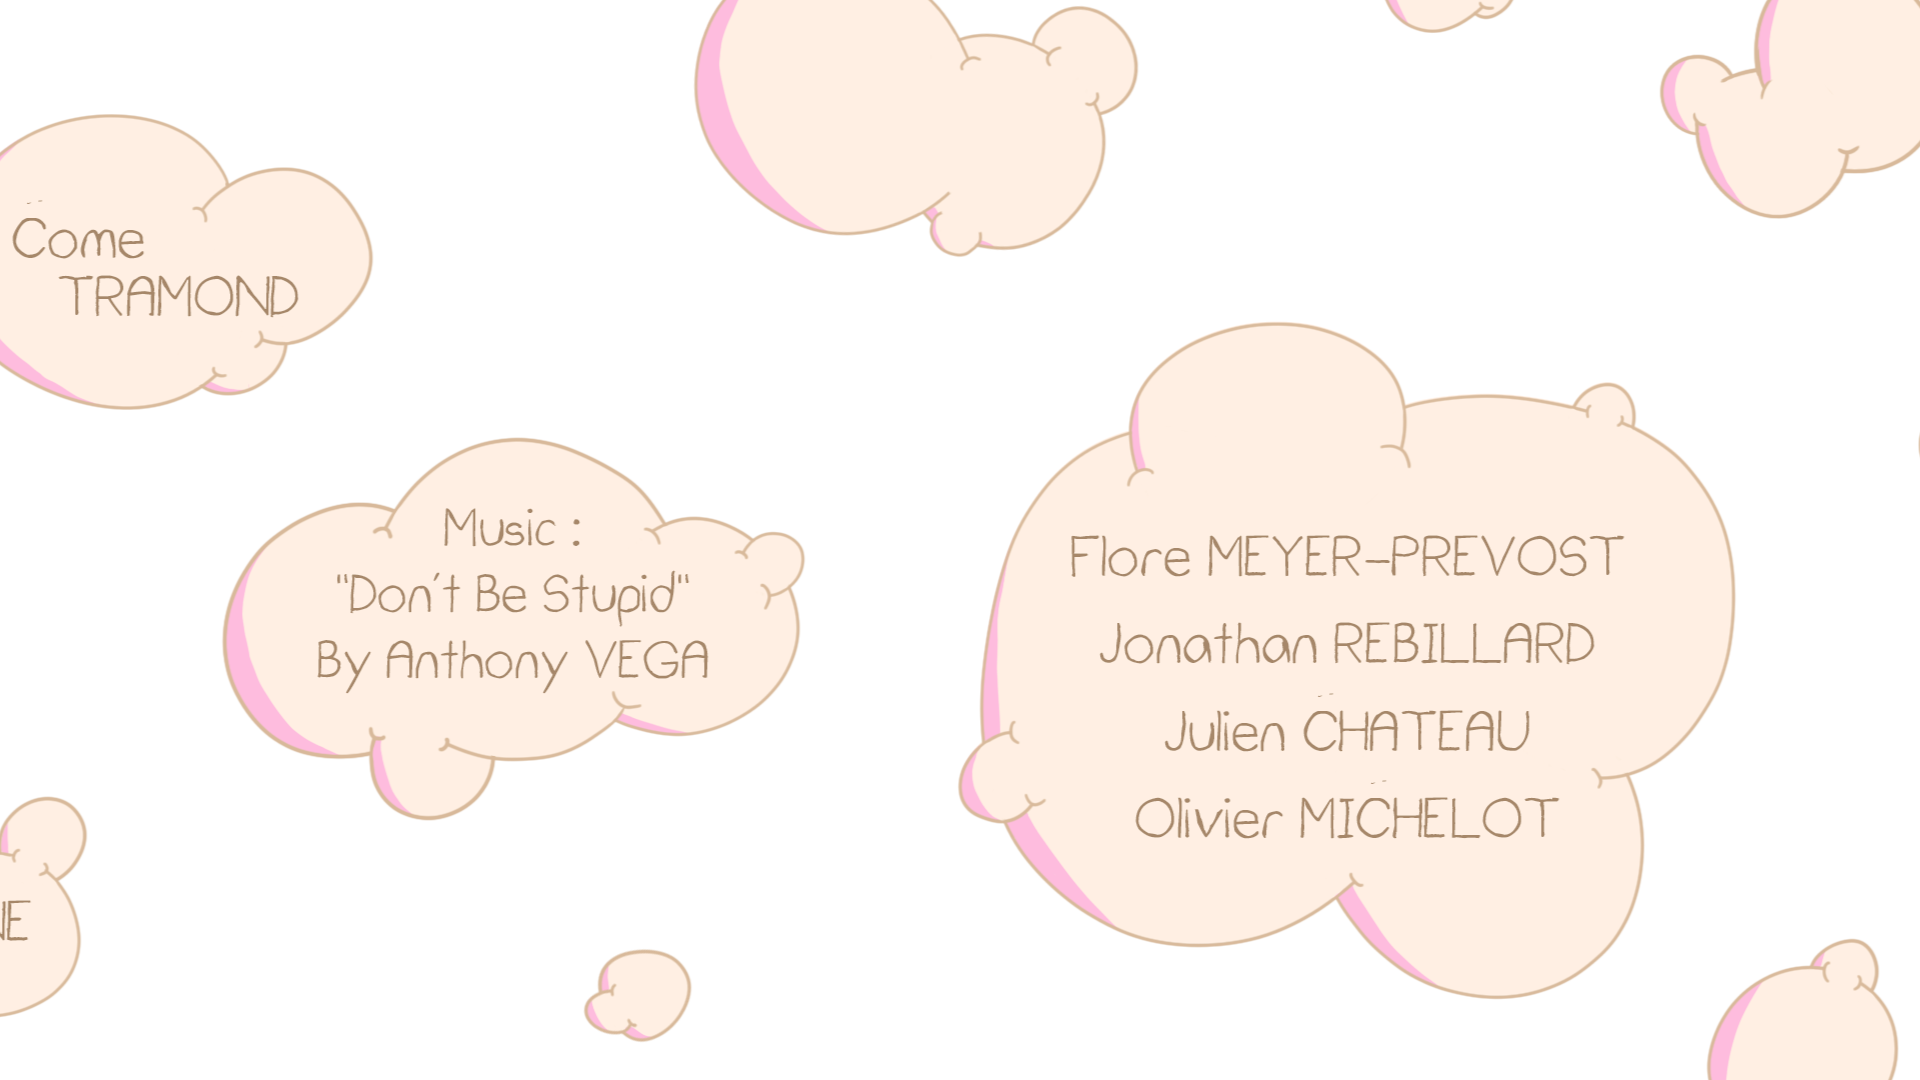 Come
TRAMOND
Music :
"Don't Be Stupid"
By Anthony VEGA
Flore MEYER-PREVOST
Jonathan REBILLARD
Julien CHATEAU
Olivier MICHELOT